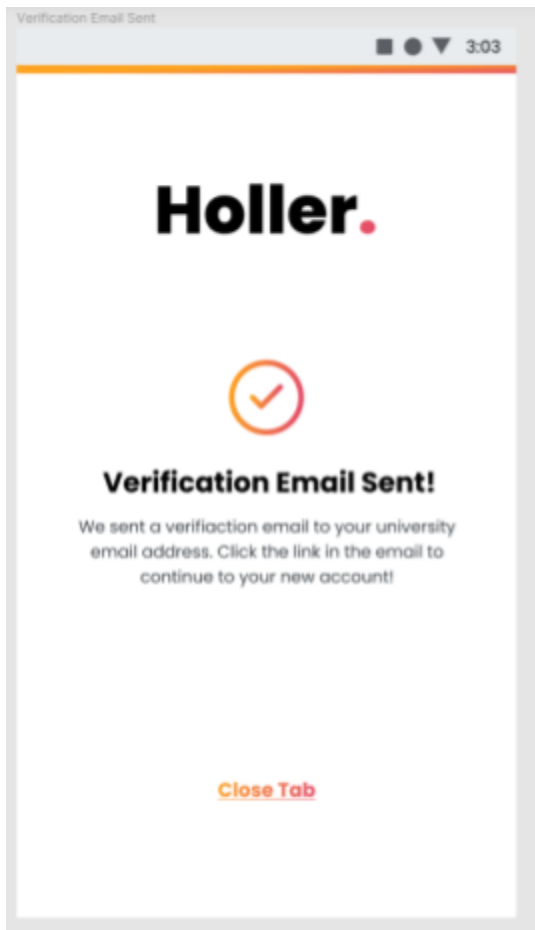 Verification Email Sent
3:03
Holler.
Verification Email Sent!
We sent a verifiaction email to your university
email address. Click the link in the email to
continue to your new account!
Close Tab